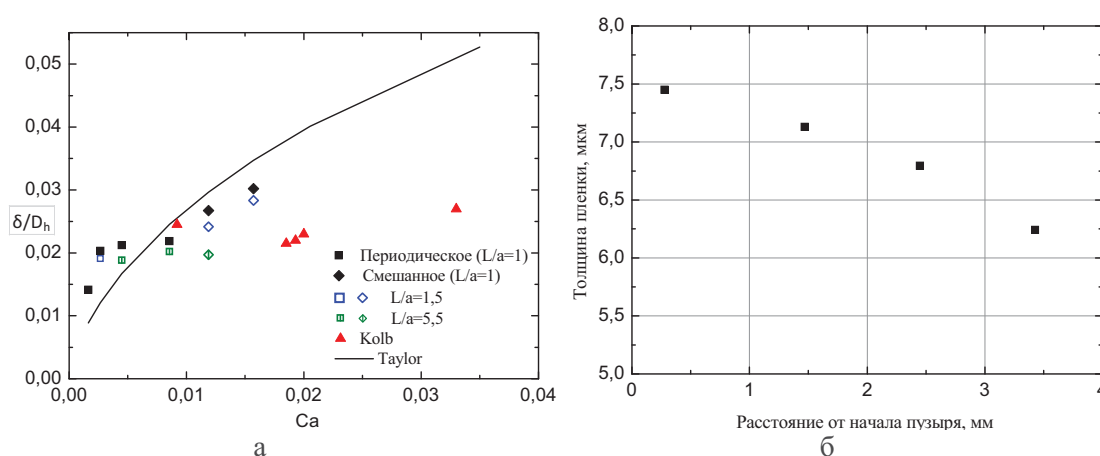 0,05
δ/Dₕ
0,04
0,03
0,02
0,01
0,00
0,00
0,01
0,02
0,03
0,04
Ca
Периодическое (L/a=1)
Смешанное (L/a=1)
L/a=1,5
L/a=5,5
Kolb
Taylor
а
Толщина пленки, мкм
8,0
7,5
7,0
6,5
6,0
5,5
5,0
0
1
2
3
4
Расстояние от начала пузыря, мм
б